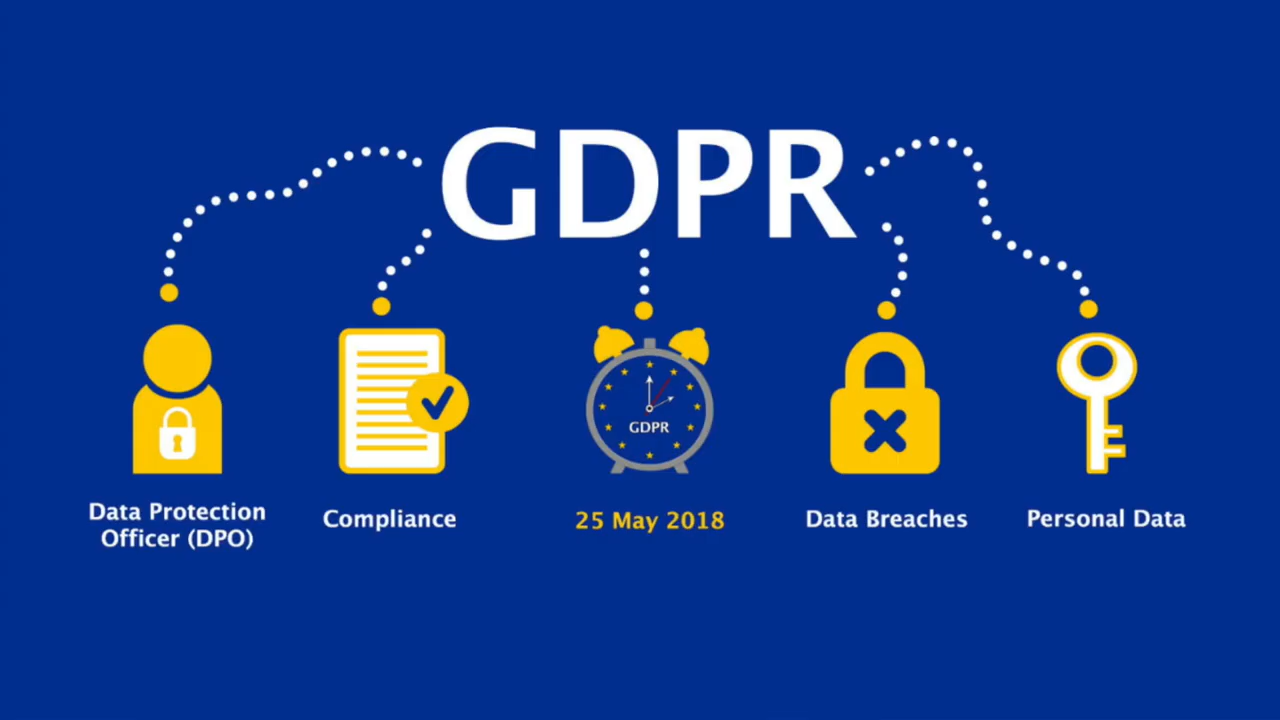 GDPR
GDPR
Data Protection
Officer (DPO)
Compliance
25 May 2018
Data Breaches
Personal Data